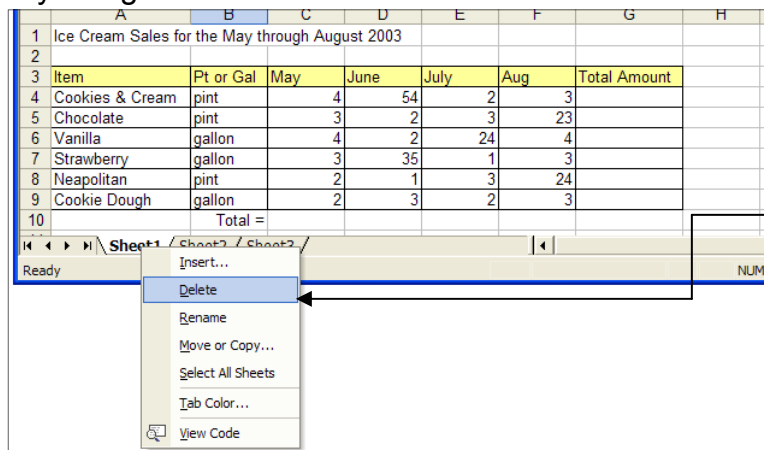 A B C D E F G H
1 Ice Cream Sales for the May through August 2003
2
3 Item Pt or Gal May June July Aug Total Amount
4 Cookies & Cream pint 4 54 2 3
5 Chocolate pint 3 2 3 23
6 Vanilla gallon 4 2 24 4
7 Strawberry gallon 3 35 1 3
8 Neapolitan pint 2 1 3 24
9 Cookie Dough gallon 2 3 2 3
10 Total =
Sheet1 Sheet2 Sheet3
Ready NUM
Insert...
Delete
Rename
Move or Copy...
Select All Sheets
Tab Color...
View Code